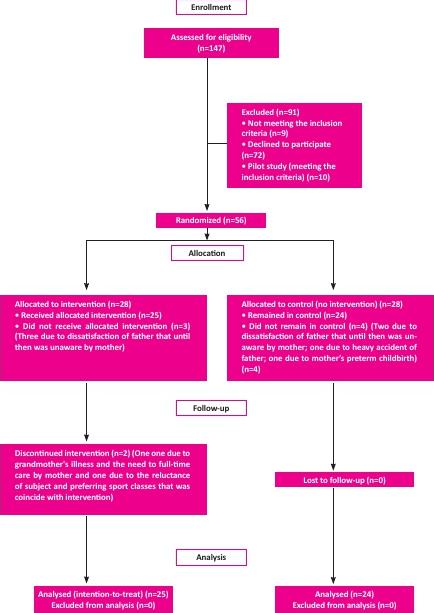 Enrollment
Assessed for eligibility
(n=147)
Excluded (n=91)
• Not meeting the inclusion
criteria (n=9)
• Declined to participate
(n=72)
• Pilot study (meeting the
inclusion criteria) (n=10)
Randomized (n=56)
Allocation
Allocated to intervention (n=28)
• Received allocated intervention (n=25)
• Did not receive allocated intervention (n=3)
(Three due to dissatisfaction of father that until
then was unaware by mother)
Allocated to control (no intervention) (n=28)
• Remained in control (n=24)
• Did not remain in control (n=4) (Two due to
dissatisfaction of father that until then was un-
aware by mother; one due to heavy accident of
father; one due to mother's preterm childbirth)
(n=4)
Follow-up
Discontinued intervention (n=2) (One one due to
grandmother's illness and the need to full-time
care by mother and one due to the reluctance
of subject and preferring sport classes that was
coincide with intervention)
Lost to follow-up (n=0)
Analysis
Analysed (intention-to-treat) (n=25)
Excluded from analysis (n=0)
Analysed (n=24)
Excluded from analysis (n=0)